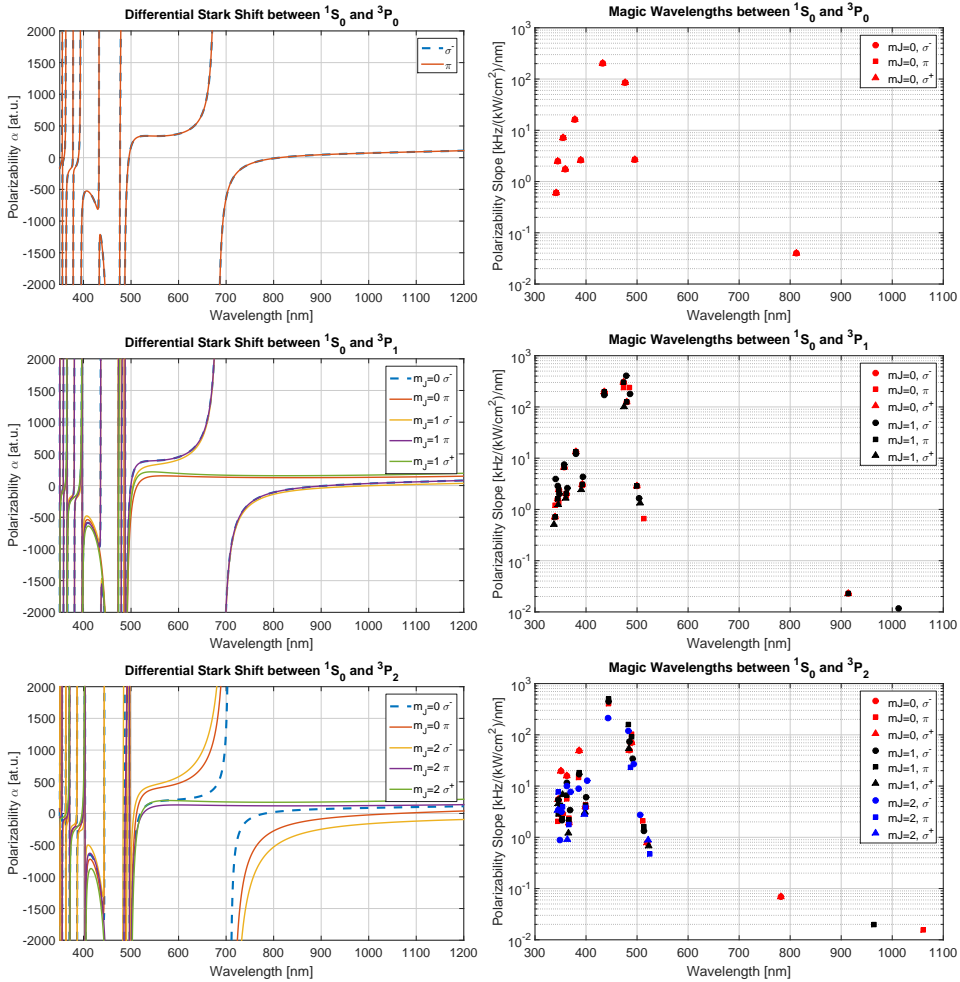 Differential Stark Shift between ¹S₀ and ³P₀
2000
1500
1000
500
0
-500
-1000
-1500
-2000
Polarizability α [at.u.]
400 500 600 700 800 900 1000 1100 1200
Wavelength [nm]
σ⁻
π
Magic Wavelengths between ¹S₀ and ³P₀
10³
10²
10¹
10⁰
10⁻¹
10⁻²
Polarizability Slope [kHz/(kW/cm²)/nm]
300 400 500 600 700 800 900 1000 1100
Wavelength [nm]
mJ=0, σ⁻
mJ=0, π
mJ=0, σ⁺
Differential Stark Shift between ¹S₀ and ³P₁
2000
1500
1000
500
0
-500
-1000
-1500
-2000
Polarizability α [at.u.]
400 500 600 700 800 900 1000 1100 1200
Wavelength [nm]
m_J=0 σ⁻
m_J=0 π
m_J=1 σ⁻
m_J=1 π
m_J=1 σ⁺
Magic Wavelengths between ¹S₀ and ³P₁
10³
10²
10¹
10⁰
10⁻¹
10⁻²
Polarizability Slope [kHz/(kW/cm²)/nm]
300 400 500 600 700 800 900 1000 1100
Wavelength [nm]
mJ=0, σ⁻
mJ=0, π
mJ=0, σ⁺
mJ=1, σ⁻
mJ=1, π
mJ=1, σ⁺
Differential Stark Shift between ¹S₀ and ³P₂
2000
1500
1000
500
0
-500
-1000
-1500
-2000
Polarizability α [at.u.]
400 500 600 700 800 900 1000 1100 1200
Wavelength [nm]
m_J=0 σ⁻
m_J=0 π
m_J=2 σ⁻
m_J=2 π
m_J=2 σ⁺
Magic Wavelengths between ¹S₀ and ³P₂
10³
10²
10¹
10⁰
10⁻¹
10⁻²
Polarizability Slope [kHz/(kW/cm²)/nm]
300 400 500 600 700 800 900 1000 1100
Wavelength [nm]
mJ=0, σ⁻
mJ=0, π
mJ=0, σ⁺
mJ=1, σ⁻
mJ=1, π
mJ=1, σ⁺
mJ=2, σ⁻
mJ=2, π
mJ=2, σ⁺